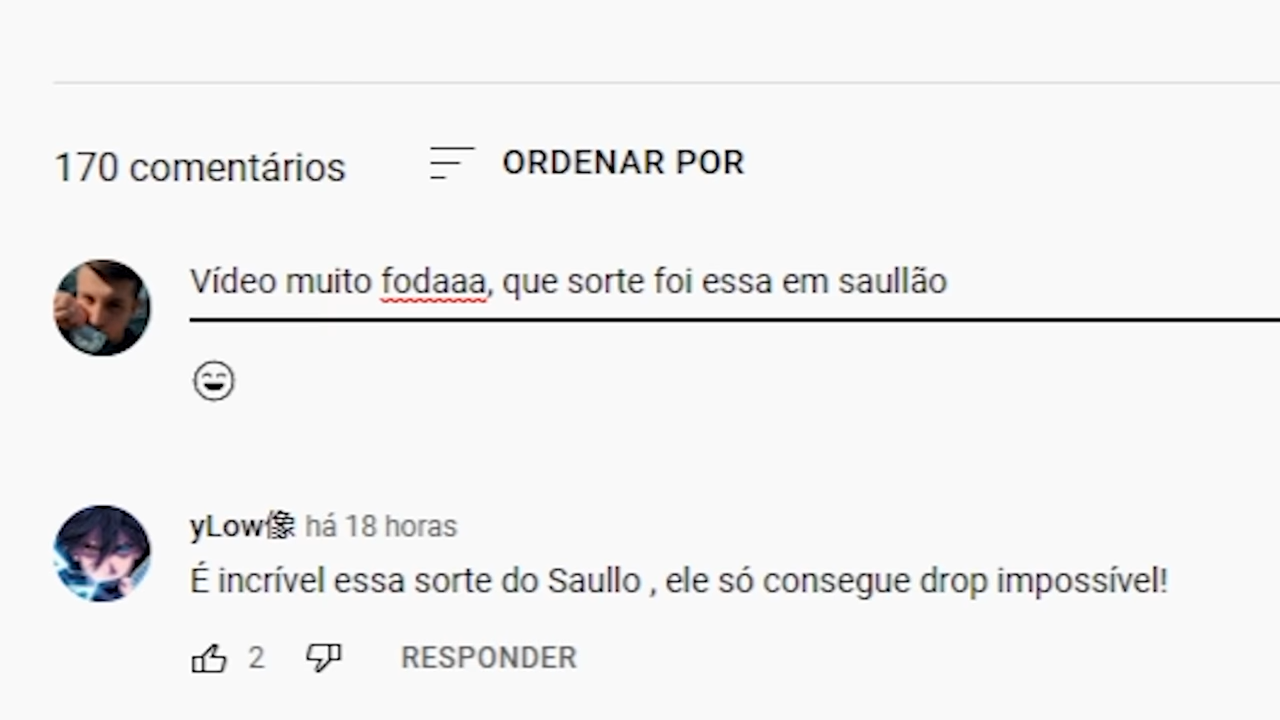 170 comentários ORDENAR POR
Vídeo muito fodaaa, que sorte foi essa em saullão
yLow像 há 18 horas
É incrível essa sorte do Saullo , ele só consegue drop impossível!
2 RESPONDER